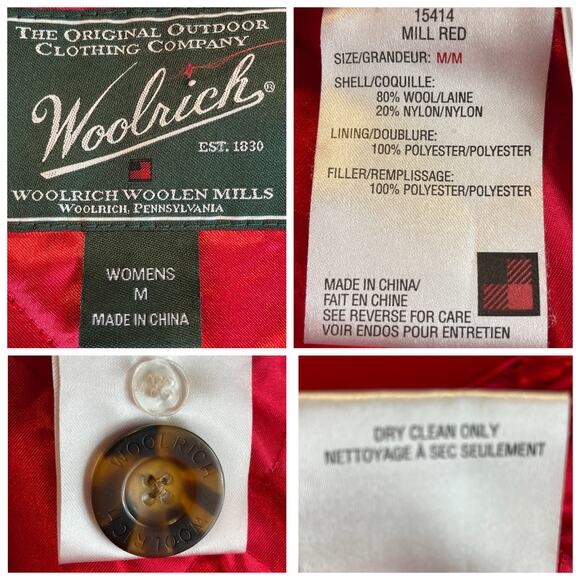 THE ORIGINAL OUTDOOR
CLOTHING COMPANY
Woolrich®
EST. 1830
WOOLRICH WOOLEN MILLS
WOOLRICH, PENNSYLVANIA
WOMENS
M
MADE IN CHINA
15414
MILL RED
SIZE/GRANDEUR: M/M
SHELL/COQUILLE:
80% WOOL/LAINE
20% NYLON/NYLON
LINING/DOUBLURE:
100% POLYESTER/POLYESTER
FILLER/REMPLISSAGE:
100% POLYESTER/POLYESTER
MADE IN CHINA/
FAIT EN CHINE
SEE REVERSE FOR CARE
VOIR ENDOS POUR ENTRETIEN
WOOLRICH
WOOLRICH
DRY CLEAN ONLY
NETTOYAGE À SEC SEULEMENT